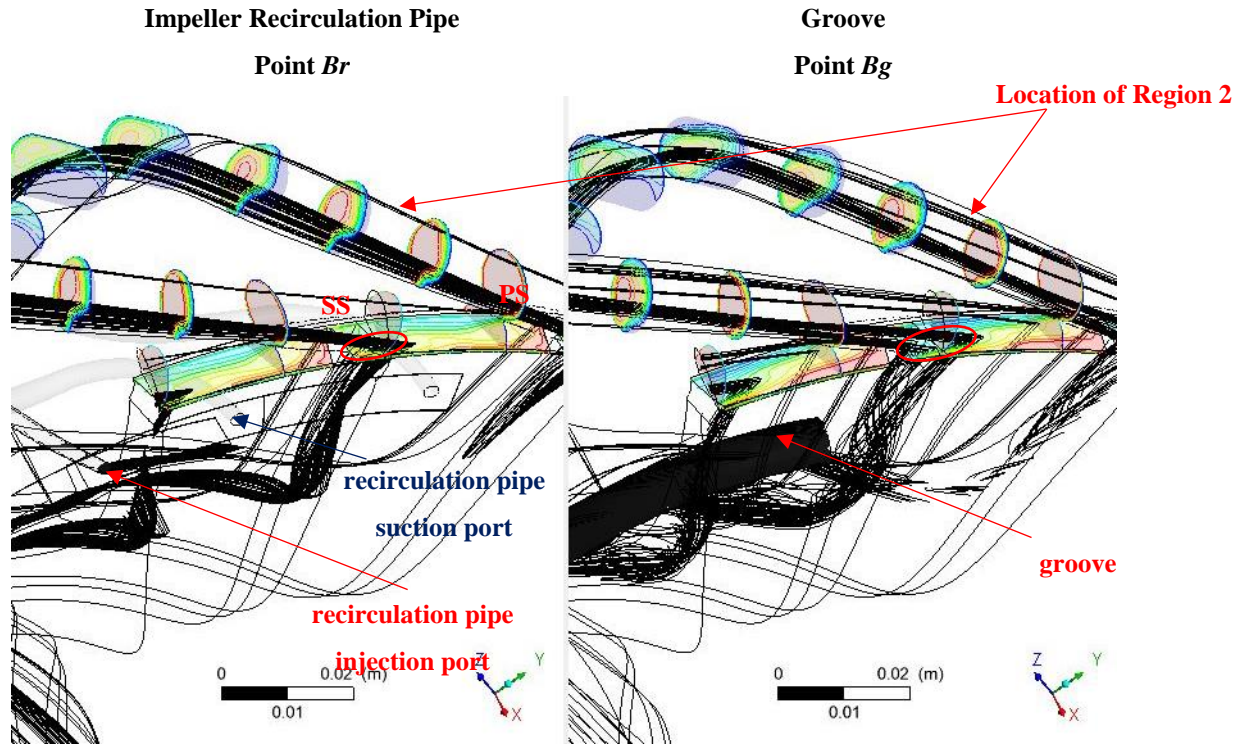 Impeller Recirculation Pipe
Point Br
Groove
Point Bg
Location of Region 2
SS
PS
recirculation pipe
suction port
recirculation pipe
injection port
groove
0 0.02 (m)
0.01
Z
Y
X
0 0.02 (m)
0.01
Z
Y
X